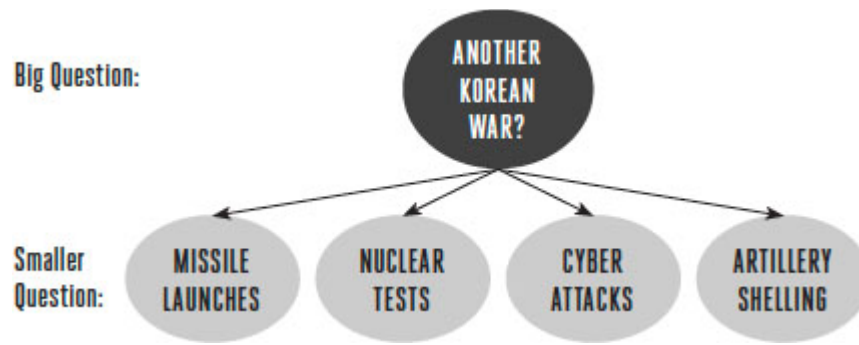 Big Question:
ANOTHER
KOREAN
WAR?
Smaller
Question:
MISSILE
LAUNCHES
NUCLEAR
TESTS
CYBER
ATTACKS
ARTILLERY
SHELLING